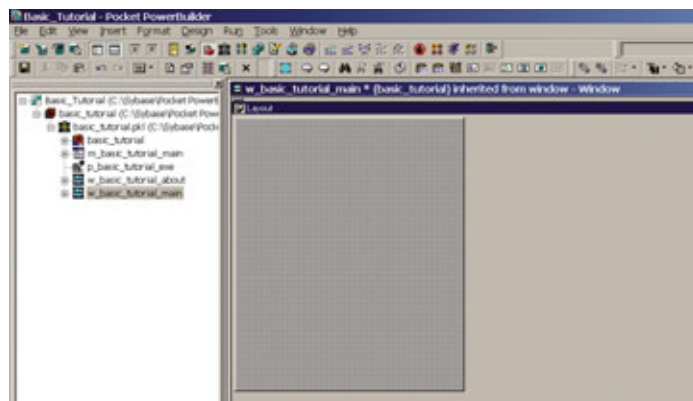 Basic_Tutorial - Pocket PowerBuilder
File Edit View Insert Format Design Run Tools Window Help
w_basic_tutorial_main * (basic_tutorial) inherited from window - Window
Layout
Basic_Tutorial (C:\Sybase\Pocket Powerl
basic_tutorial (C:\Sybase\Pocket Pow
basic_tutorial.pkl (C:\Sybase\Pock
basic_tutorial
m_basic_tutorial_main
p_basic_tutorial_exe
w_basic_tutorial_about
w_basic_tutorial_main